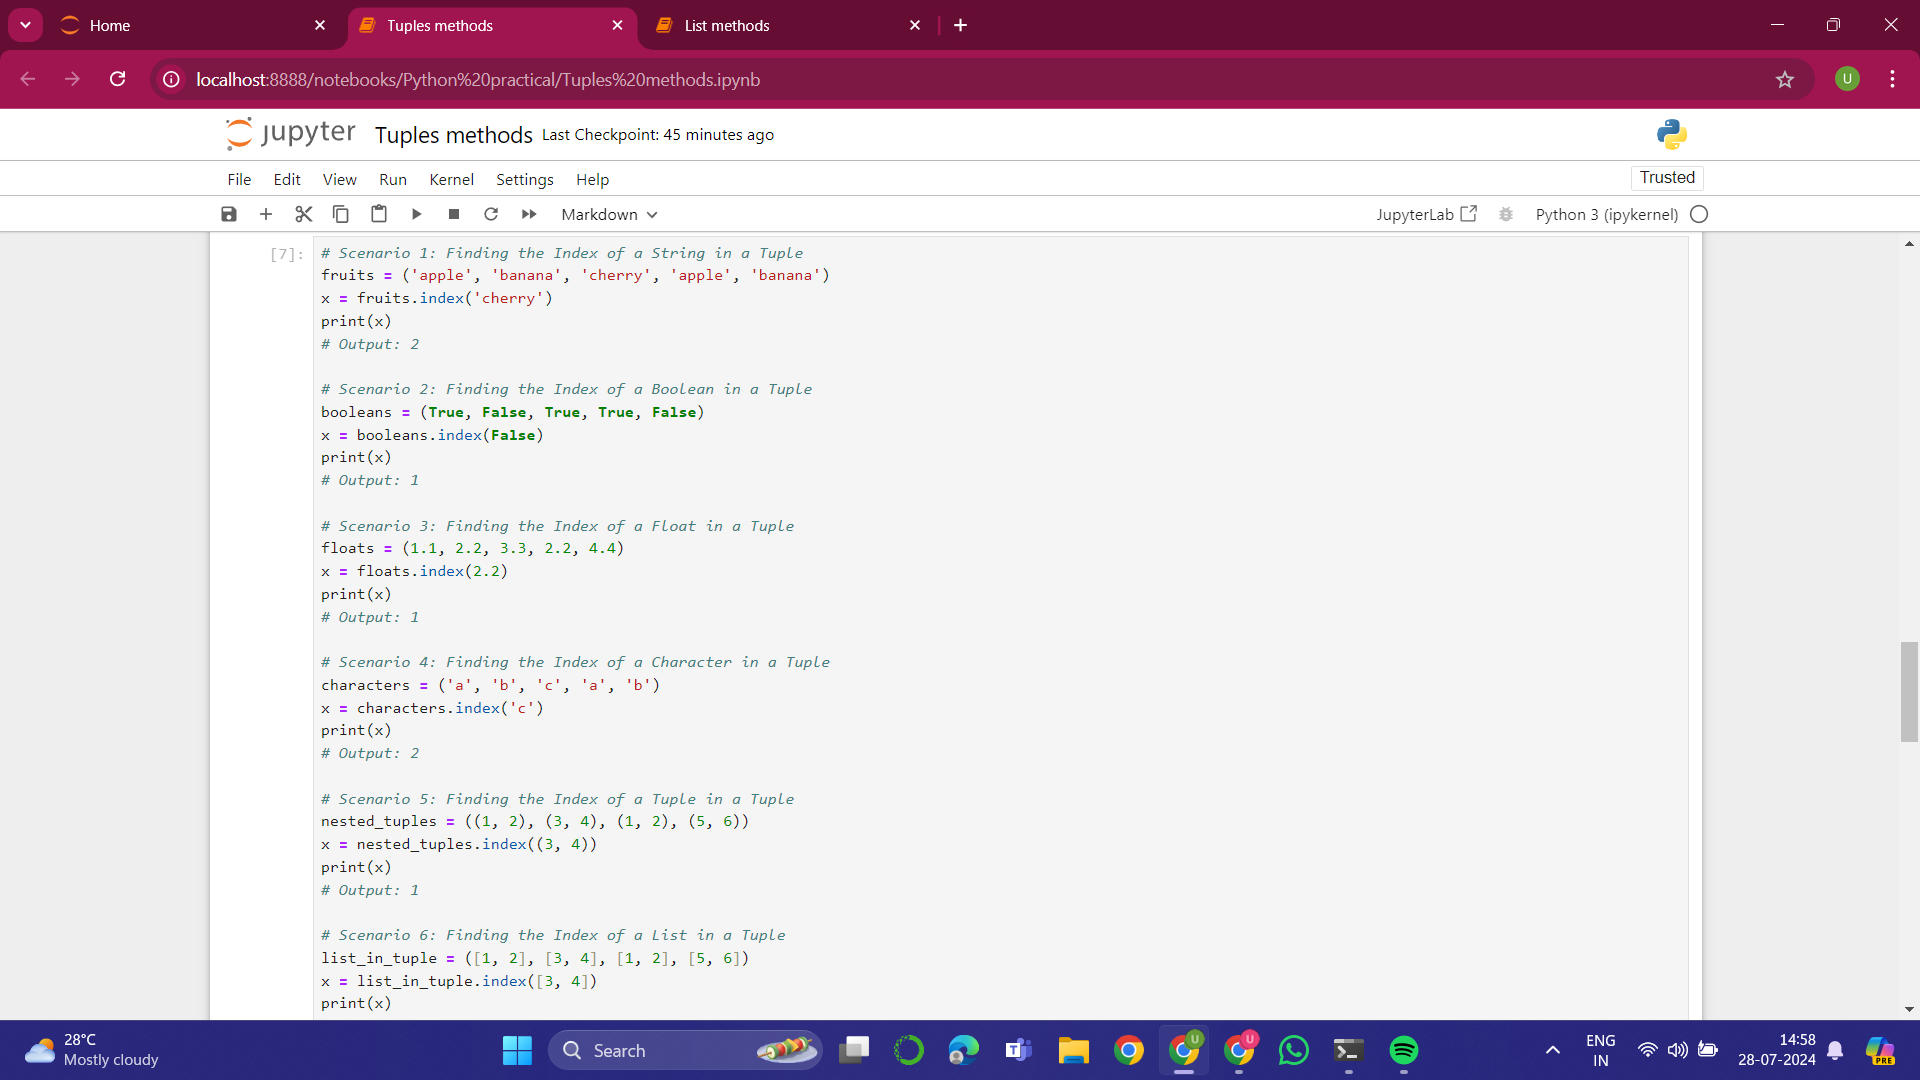 Home
Tuples methods
List methods
localhost:8888/notebooks/Python%20practical/Tuples%20methods.ipynb
U
jupyter Tuples methods Last Checkpoint: 45 minutes ago
File Edit View Run Kernel Settings Help
Trusted
Markdown
JupyterLab
Python 3 (ipykernel)
[7]:
# Scenario 1: Finding the Index of a String in a Tuple
fruits = ('apple', 'banana', 'cherry', 'apple', 'banana')
x = fruits.index('cherry')
print(x)
# Output: 2
# Scenario 2: Finding the Index of a Boolean in a Tuple
booleans = (True, False, True, True, False)
x = booleans.index(False)
print(x)
# Output: 1
# Scenario 3: Finding the Index of a Float in a Tuple
floats = (1.1, 2.2, 3.3, 2.2, 4.4)
x = floats.index(2.2)
print(x)
# Output: 1
# Scenario 4: Finding the Index of a Character in a Tuple
characters = ('a', 'b', 'c', 'a', 'b')
x = characters.index('c')
print(x)
# Output: 2
# Scenario 5: Finding the Index of a Tuple in a Tuple
nested_tuples = ((1, 2), (3, 4), (1, 2), (5, 6))
x = nested_tuples.index((3, 4))
print(x)
# Output: 1
# Scenario 6: Finding the Index of a List in a Tuple
list_in_tuple = ([1, 2], [3, 4], [1, 2], [5, 6])
x = list_in_tuple.index([3, 4])
print(x)
28°C
Mostly cloudy
Search
U
U
ENG
IN
14:58
28-07-2024
PRE